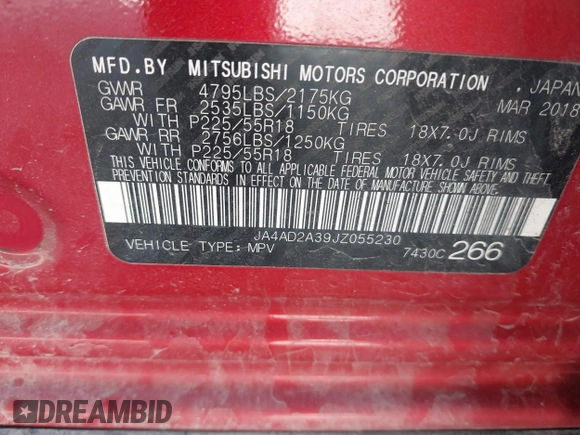 MFD.BY MITSUBISHI MOTORS CORPORATION . JAPAN
GVWR 4795LBS/2175KG MAR 2018
GAWR FR 2535LBS/1150KG
WITH P225/55R18 TIRES 18X7.0J RIMS
GAWR RR 2756LBS/1250KG
WITH P225/55R18 TIRES 18X7.0J RIMS
THIS VEHICLE CONFORMS TO ALL APPLICABLE FEDERAL MOTOR VEHICLE SAFETY AND THEFT
PREVENTION STANDARDS IN EFFECT ON THE DATE OF MANUFACTURE SHOWN ABOVE.
JA4AD2A39JZ055230
VEHICLE TYPE: MPV 7430C 266
DREAMBID